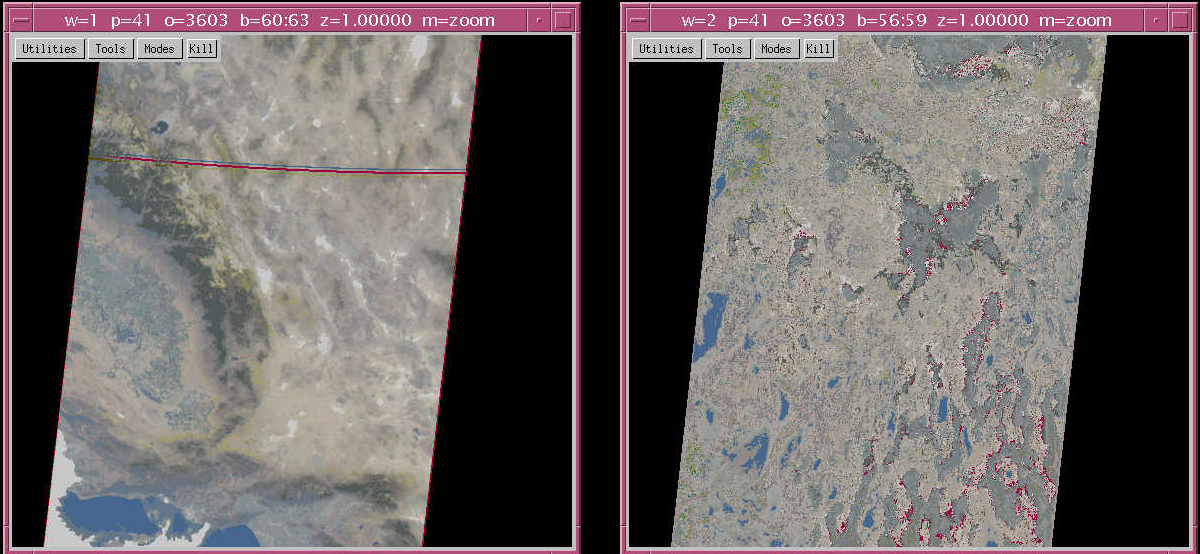 w=1 p=41 o=3603 b=60:63 z=1.00000 m=zoom
Utilities Tools Modes Kill
w=2 p=41 o=3603 b=56:59 z=1.00000 m=zoom
Utilities Tools Modes Kill